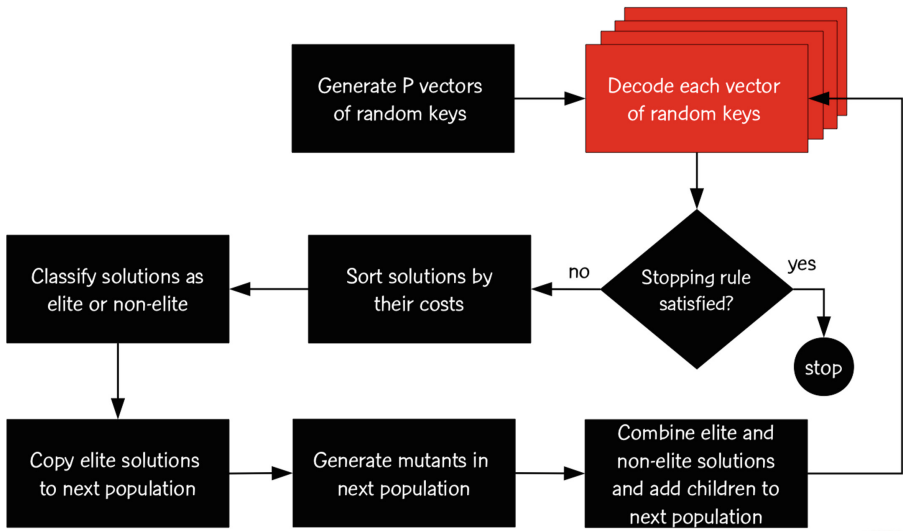 Generate P vectors
of random keys
Decode each vector
of random keys
Classify solutions as
elite or non-elite
Sort solutions by
their costs
no
Stopping rule
satisfied?
yes
stop
Copy elite solutions
to next population
Generate mutants in
next population
Combine elite and
non-elite solutions
and add children to
next population